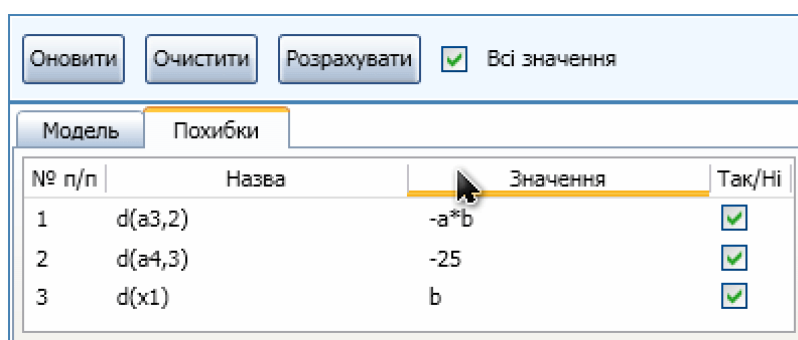 Оновити Очистити Розрахувати Всі значення
Модель Похибки
№ п/п Назва Значення Так/Ні
1 d(a3,2) -a*b
2 d(a4,3) -25
3 d(x1) b